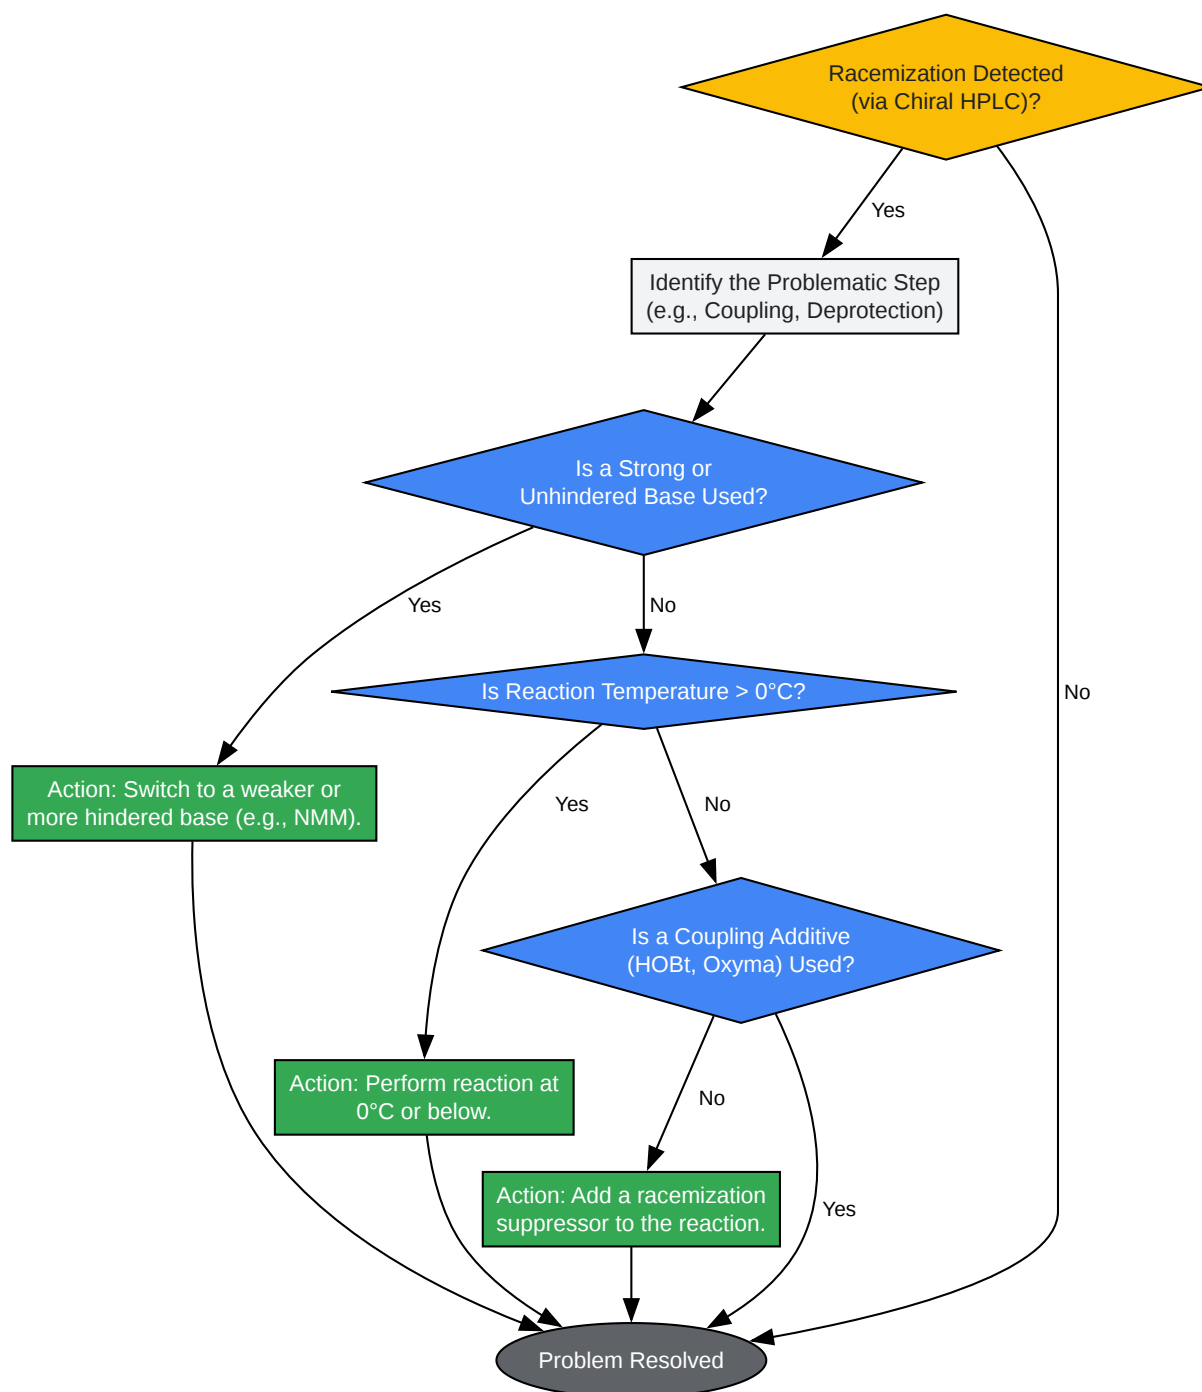 Racemization Detected
(via Chiral HPLC)?
Yes
Identify the Problematic Step
(e.g., Coupling, Deprotection)
Is a Strong or
Unhindered Base Used?
Yes
No
Is Reaction Temperature > 0°C?
No
Action: Switch to a weaker or
more hindered base (e.g., NMM).
Yes
No
Is a Coupling Additive
(HOBt, Oxyma) Used?
Action: Perform reaction at
0°C or below.
No
Action: Add a racemization
suppressor to the reaction.
Yes
Problem Resolved